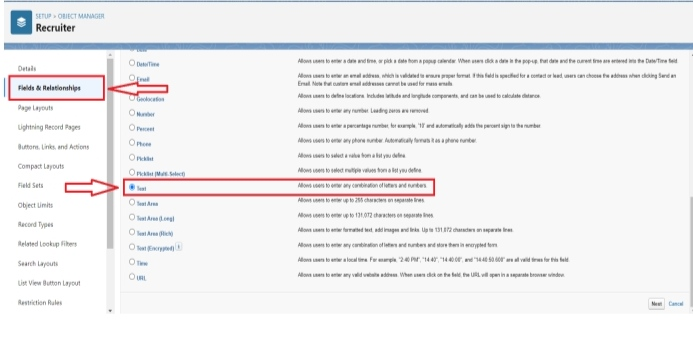 SETUP > OBJECT MANAGER
Recruiter
Details
Fields & Relationships
Page Layouts
Lightning Record Pages
Buttons, Links, and Actions
Compact Layouts
Field Sets
Object Limits
Record Types
Related Lookup Filters
Search Layouts
List View Button Layout
Restriction Rules
Date/Time Allows users to enter a date and time, or pick a date from a popup calendar. When users click a date in the pop-up, that date and the current time are entered into the Date/Time field.
Email Allows users to enter an email address, which is validated to ensure proper format. If this field is specified for a contact or lead, users can choose the address when clicking Send an
Email. Note that custom email addresses cannot be used for mass emails.
Geolocation Allows users to define locations. Includes latitude and longitude components, and can be used to calculate distance.
Number Allows users to enter any number. Leading zeros are removed.
Percent Allows users to enter a percentage number, for example, '10' and automatically adds the percent sign to the number.
Phone Allows users to enter any phone number. Automatically formats it as a phone number.
Picklist Allows users to select a value from a list you define.
Picklist (Multi-Select) Allows users to select multiple values from a list you define.
Text Allows users to enter any combination of letters and numbers.
Text Area Allows users to enter up to 255 characters on separate lines.
Text Area (Long) Allows users to enter up to 131,072 characters on separate lines.
Text Area (Rich) Allows users to enter formatted text, add images and links. Up to 131,072 characters on separate lines.
Text (Encrypted) i Allows users to enter any combination of letters and numbers and store them in encrypted form.
Time Allows users to enter a local time. For example, "2:40 PM", "14:40", "14:40:00", and "14:40:50.600" are all valid times for this field.
URL Allows users to enter any valid website address. When users click on the field, the URL will open in a separate browser window.
Next Cancel